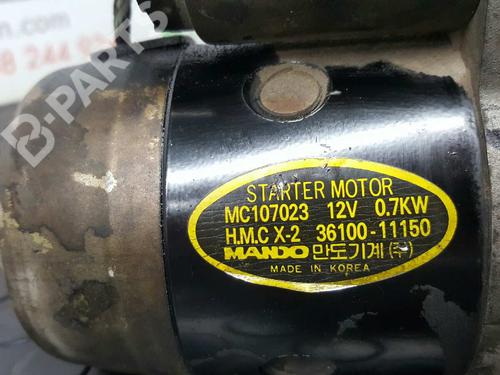 B-PARTS
STARTER MOTOR
MC107023 12V 0.7KW
H.M.C X-2 36100-11150
MANDO 만도기계 (주)
MADE IN KOREA